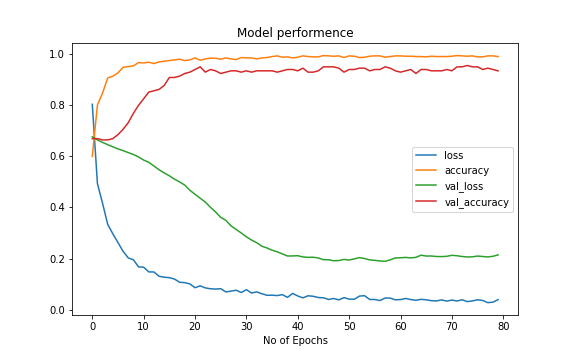 Model performence
1.0
0.8
0.6
0.4
0.2
0.0
loss
accuracy
val_loss
val_accuracy
0 10 20 30 40 50 60 70 80
No of Epochs